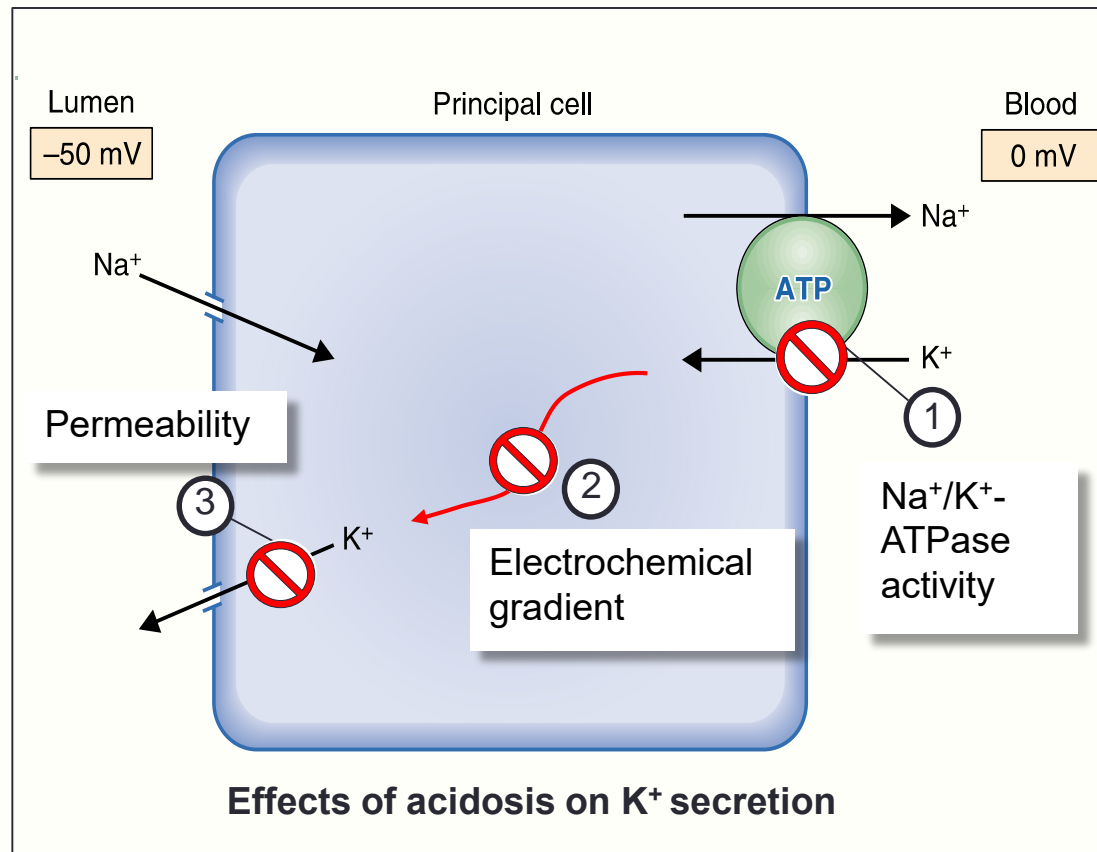 Lumen
Principal cell
Blood
–50 mV
0 mV
Na⁺
Na⁺
ATP
K⁺
1
Permeability
3
2
K⁺
Electrochemical
gradient
Na⁺/K⁺-
ATPase
activity
Effects of acidosis on K⁺ secretion